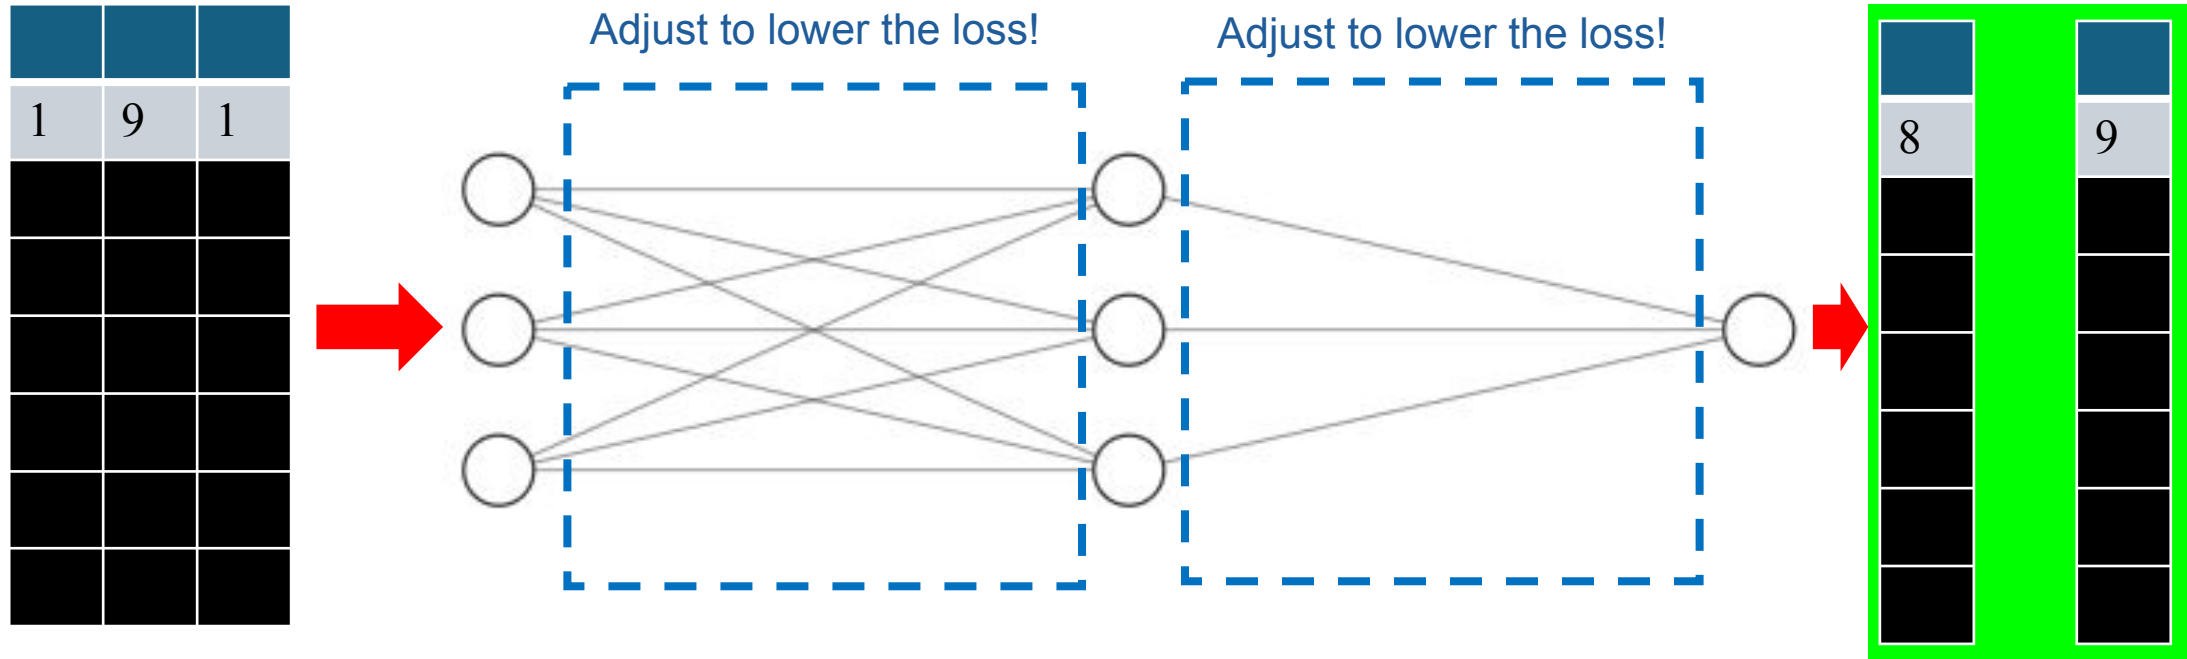 Adjust to lower the loss!
Adjust to lower the loss!
1 9 1
8 9